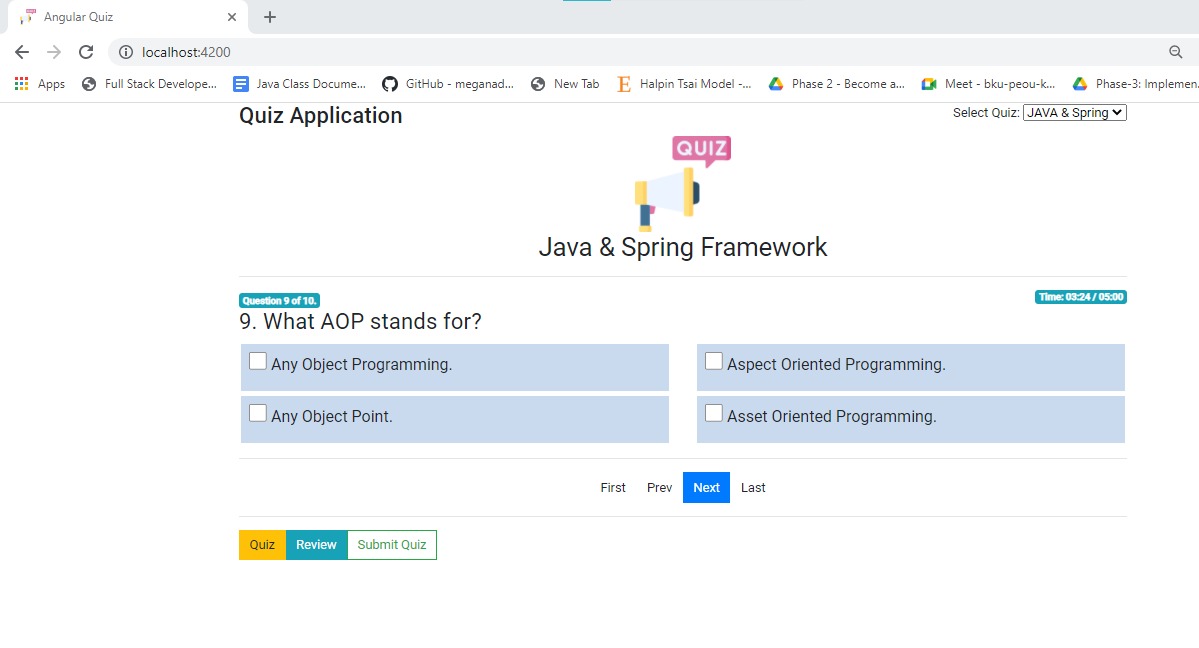 Angular Quiz
localhost:4200
Apps Full Stack Develope... Java Class Docume... GitHub - meganad... New Tab Halpin Tsai Model -... Phase 2 - Become a... Meet - bku-peou-k... Phase-3: Implemen
Quiz Application Select Quiz: JAVA & Spring
QUIZ
Java & Spring Framework
Question 9 of 10. Time: 03:24 / 05:00
9. What AOP stands for?
Any Object Programming. Aspect Oriented Programming.
Any Object Point. Asset Oriented Programming.
First Prev Next Last
Quiz Review Submit Quiz